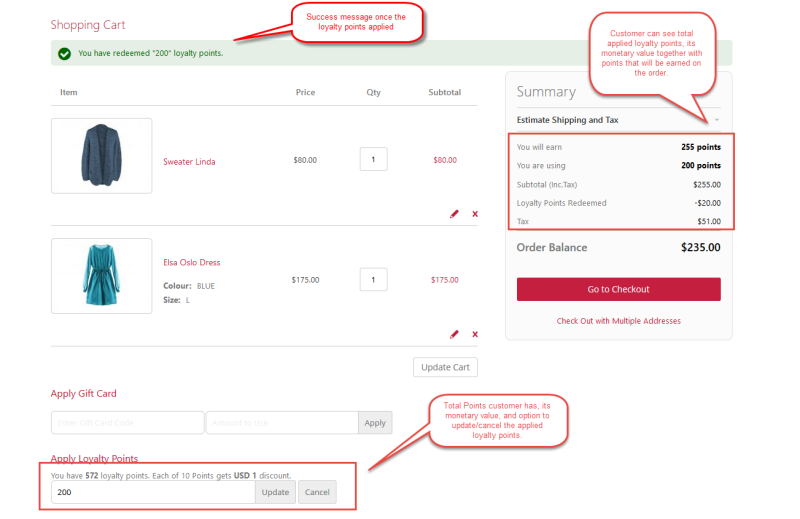 Shopping Cart
Success message once the
loyalty points applied
You have redeemed "200" loyalty points.
Customer can see total
applied loyalty points, its
monetary value together with
points that will be earned on
the order.
Item Price Qty Subtotal
Sweater Linda $80.00 1 $80.00
Elsa Oslo Dress
Colour: BLUE
Size: L
$175.00 1 $175.00
Update Cart
Summary
Estimate Shipping and Tax
You will earn 255 points
You are using 200 points
Subtotal (Inc.Tax) $255.00
Loyalty Points Redeemed -$20.00
Tax $51.00
Order Balance $235.00
Go to Checkout
Check Out with Multiple Addresses
Apply Gift Card
Enter Gift Card Code Amount to Use Apply
Total Points customer has, its
monetary value, and option to
update/cancel the applied
loyalty points.
Apply Loyalty Points
You have 572 loyalty points. Each of 10 Points gets USD 1 discount.
200 Update Cancel